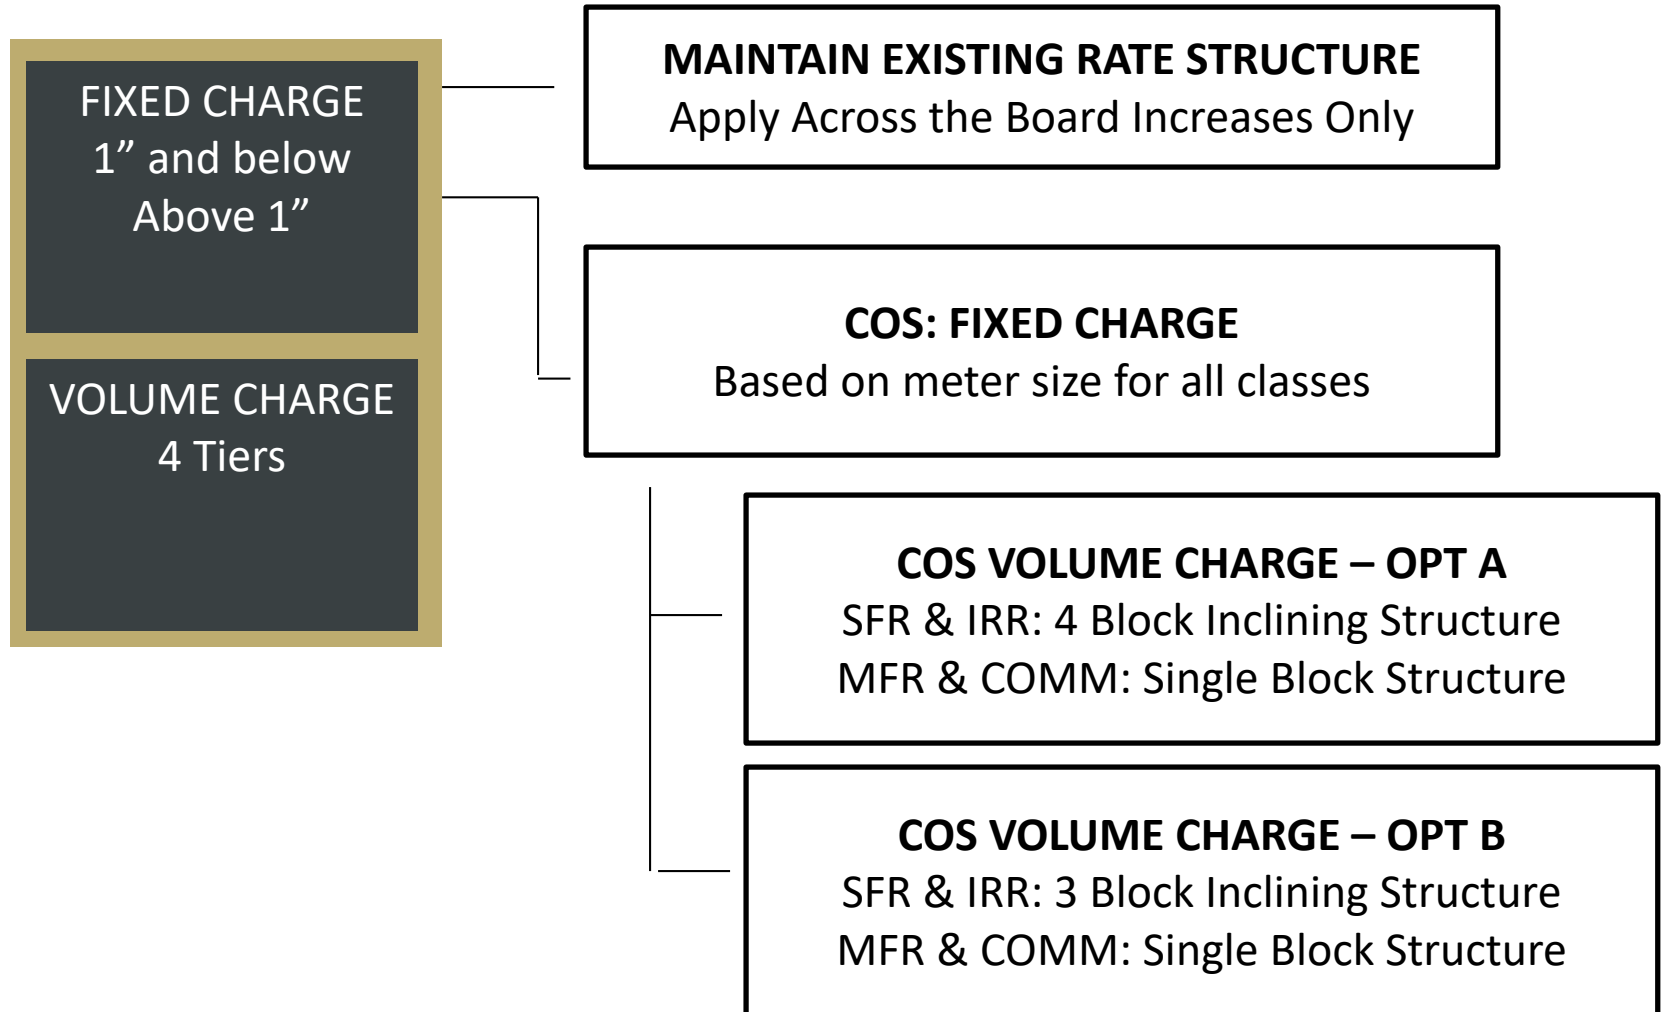 FIXED CHARGE
1” and below
Above 1”
VOLUME CHARGE
4 Tiers
MAINTAIN EXISTING RATE STRUCTURE
Apply Across the Board Increases Only
COS: FIXED CHARGE
Based on meter size for all classes
COS VOLUME CHARGE – OPT A
SFR & IRR: 4 Block Inclining Structure
MFR & COMM: Single Block Structure
COS VOLUME CHARGE – OPT B
SFR & IRR: 3 Block Inclining Structure
MFR & COMM: Single Block Structure